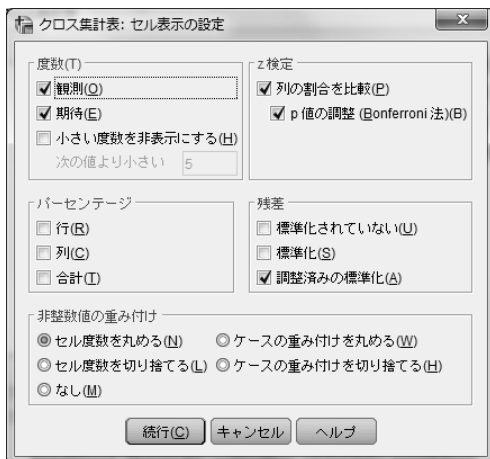 クロス集計表: セル表示の設定
x
度数(T)
観測(O)
期待(E)
小さい度数を非表示にする(H)
次の値より小さい 5
z 検定
列の割合を比較(P)
p 値の調整 (Bonferroni 法)(B)
パーセンテージ
行(R)
列(C)
合計(T)
残差
標準化されていない(U)
標準化(S)
調整済みの標準化(A)
非整数値の重み付け
セル度数を丸める(N) ケースの重み付けを丸める(W)
セル度数を切り捨てる(L) ケースの重み付けを切り捨てる(H)
なし(M)
続行(C) キャンセル ヘルプ